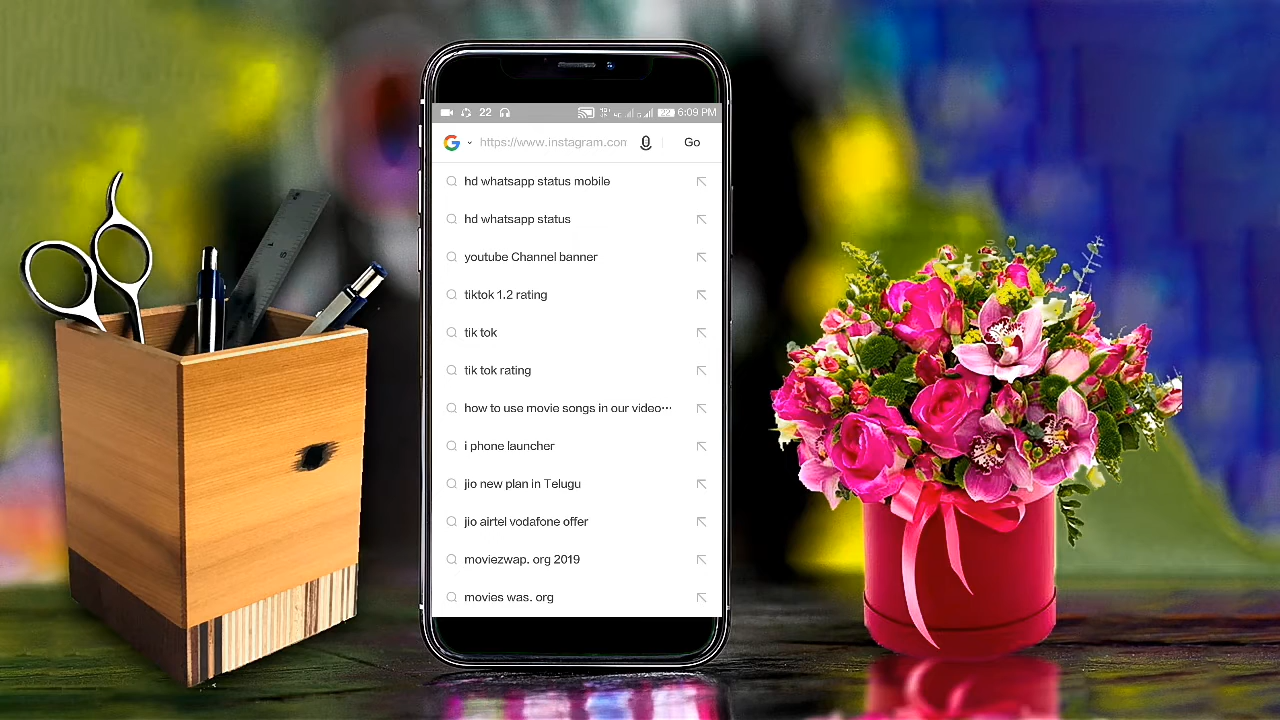 22 22 6:09 PM
https://www.instagram.com Go
hd whatsapp status mobile
hd whatsapp status
youtube Channel banner
tiktok 1.2 rating
tik tok
tik tok rating
how to use movie songs in our video···
i phone launcher
jio new plan in Telugu
jio airtel vodafone offer
moviezwap. org 2019
movies was. org